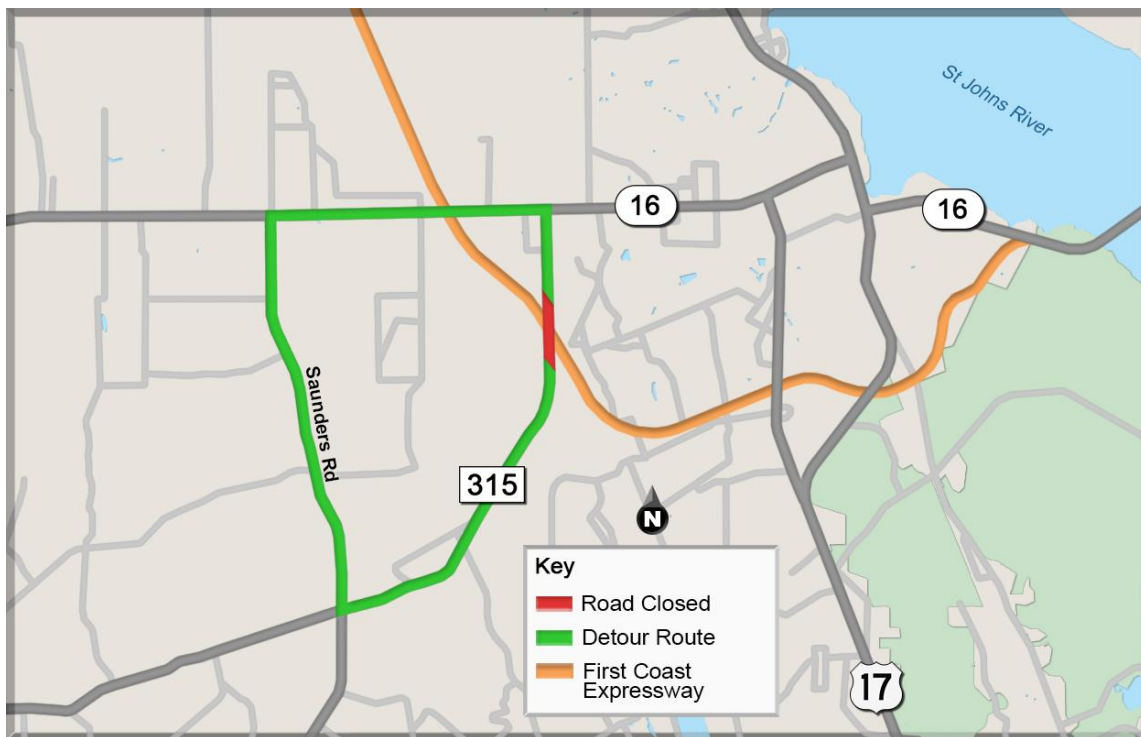 St Johns River
16
16
Saunders Rd
315
N
Key
Road Closed
Detour Route
First Coast
Expressway
17